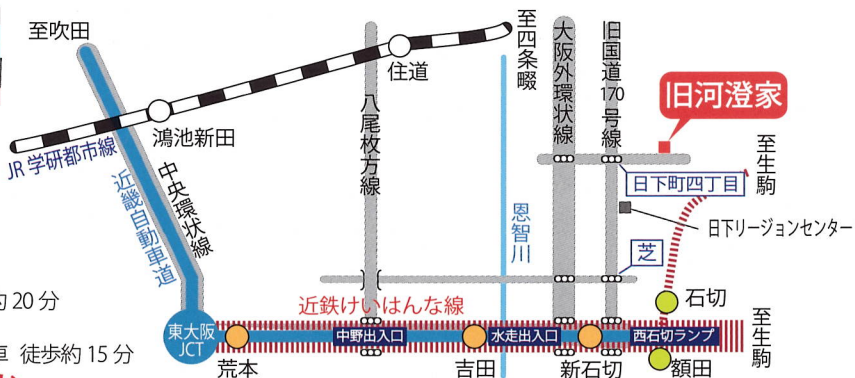 至吹田
至四条畷
大阪外環状線
旧国道170号線
住道
旧河澄家
八尾枚方線
鴻池新田
JR学研都市線
至生駒
近畿自動車道
中央環状線
日下町四丁目
恩智川
日下リージョンセンター
芝
約20分
近鉄けいはんな線
石切
東大阪
JCT
中野出入口
水走出入口
西石切ランプ
至生駒
車 徒歩約15分
荒本
吉田
新石切
額田